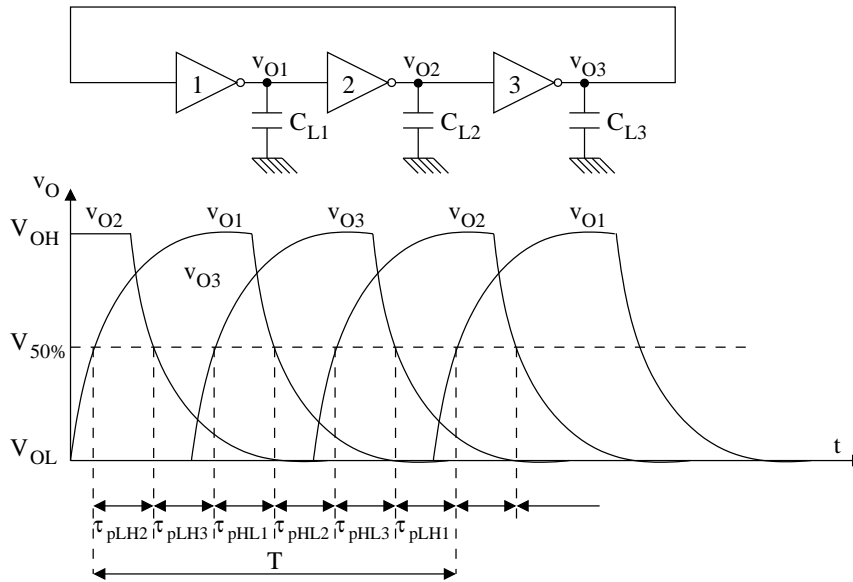 1 v_O1 2 v_O2 3 v_O3
C_L1 C_L2 C_L3
v_O
V_OH v_O2 v_O1 v_O3 v_O2 v_O1
v_O3
V_50%
V_OL t
τ_pLH2 τ_pLH3 τ_pHL1 τ_pHL2 τ_pHL3 τ_pLH1
T